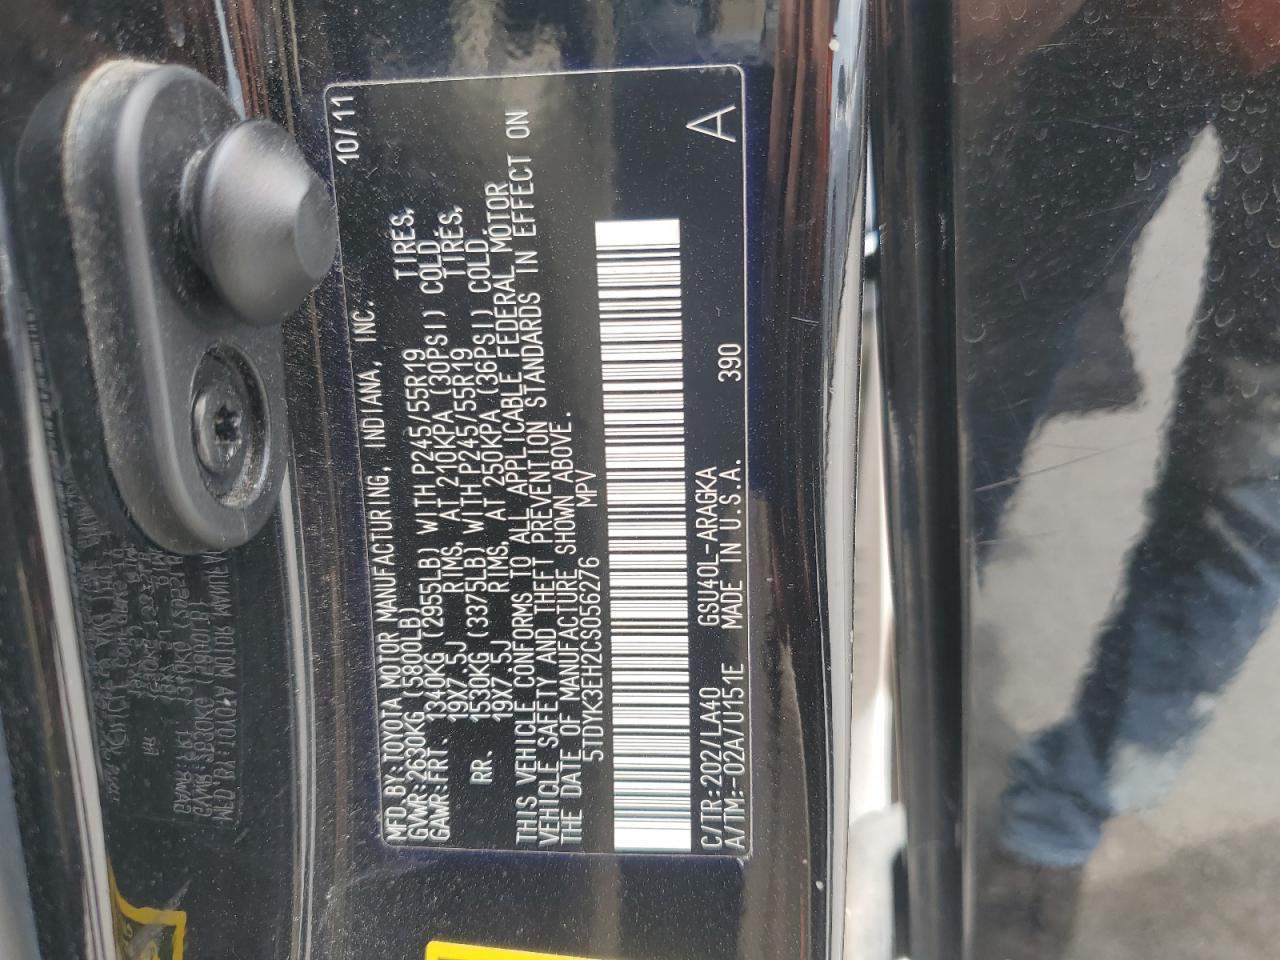 MFD.BY:TOYOTA MOTOR MANUFACTURING, INDIANA, INC. 10/11
GVWR:2630KG (5800LB)
GAWR:FRT. 1340KG (2955LB) WITH P245/55R19 TIRES,
19X7.5J RIMS, AT 210KPA (30PSI) COLD.
RR. 1530KG (3375LB) WITH P245/55R19 TIRES,
19X7.5J RIMS, AT 250KPA (36PSI) COLD.
THIS VEHICLE CONFORMS TO ALL APPLICABLE FEDERAL MOTOR
VEHICLE SAFETY AND THEFT PREVENTION STANDARDS IN EFFECT ON
THE DATE OF MANUFACTURE SHOWN ABOVE.
5TDYK3EH2CS056276 MPV
C/TR:202/LA40 GSU40L-ARAGKA A
A/TM:-02A/U151E MADE IN U.S.A. 390